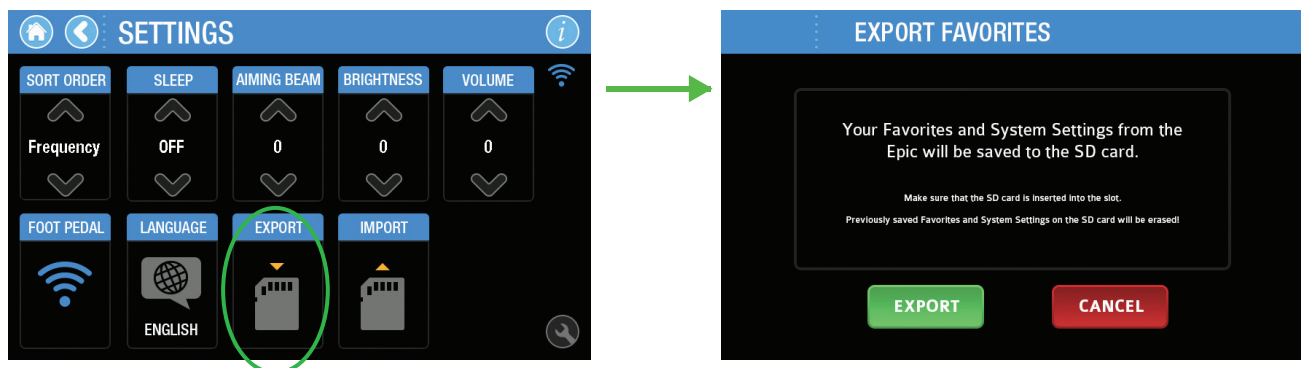 SETTINGS
i
SORT ORDER
SLEEP
AIMING BEAM
BRIGHTNESS
VOLUME
Frequency
OFF
0
0
0
FOOT PEDAL
LANGUAGE
EXPORT
IMPORT
ENGLISH
EXPORT FAVORITES
Your Favorites and System Settings from the
Epic will be saved to the SD card.
Make sure that the SD card is inserted into the slot.
Previously saved Favorites and System Settings on the SD card will be erased!
EXPORT
CANCEL